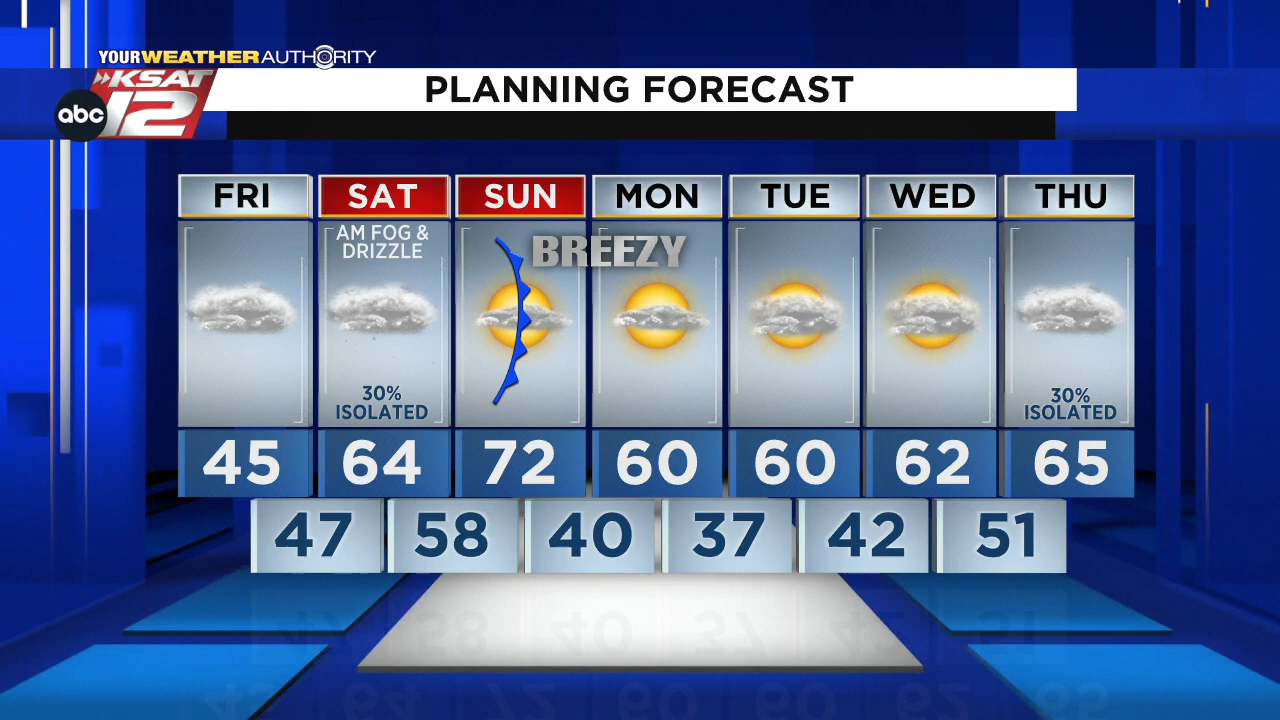 YOURWEATHERAUTHORITY
KSAT
abc 12
PLANNING FORECAST
FRI SAT SUN MON TUE WED THU
AM FOG &
DRIZZLE
BREEZY
30%
ISOLATED
30%
ISOLATED
45 64 72 60 60 62 65
47 58 40 37 42 51